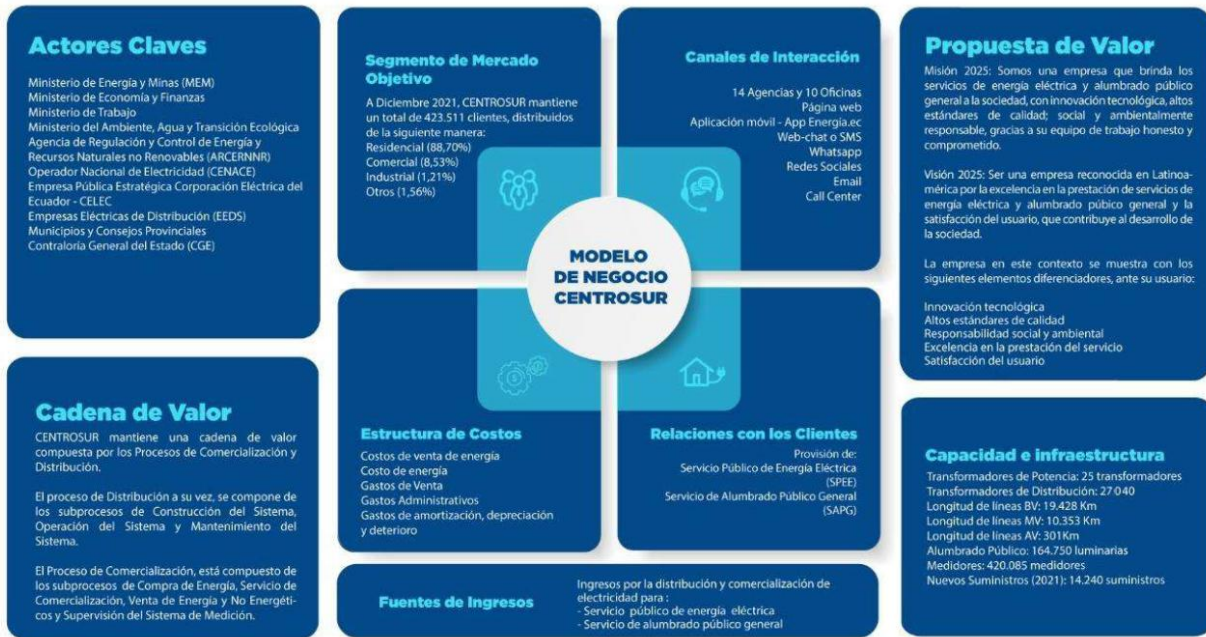 Actores Claves
Ministerio de Energía y Minas (MEM)
Ministerio de Economía y Finanzas
Ministerio de Trabajo
Ministerio del Ambiente, Agua y Transición Ecológica
Agencia de Regulación y Control de Energía y
Recursos Naturales no Renovables (ARCERNNR)
Operador Nacional de Electricidad (CENACE)
Empresa Pública Estratégica Corporación Eléctrica del
Ecuador - CELEC
Empresas Eléctricas de Distribución (EEDS)
Municipios y Consejos Provinciales
Contraloría General del Estado (CGE)
Segmento de Mercado
Objetivo
A Diciembre 2021, CENTROSUR mantiene
un total de 423.511 clientes, distribuidos
de la siguiente manera:
Residencial (88,70%)
Comercial (8,53%)
Industrial (1,21%)
Otros (1,56%)
Canales de Interacción
14 Agencias y 10 Oficinas
Página web
Aplicación móvil - App Energía.ec
Web-chat o SMS
Whatsapp
Redes Sociales
Email
Call Center
Propuesta de Valor
Misión 2025: Somos una empresa que brinda los
servicios de energía eléctrica y alumbrado público
general a la sociedad, con innovación tecnológica, altos
estándares de calidad; social y ambientalmente
responsable, gracias a su equipo de trabajo honesto y
comprometido.
Visión 2025: Ser una empresa reconocida en Latinoa-
mérica por la excelencia en la prestación de servicios de
energía eléctrica y alumbrado púbico general y la
satisfacción del usuario, que contribuye al desarrollo de
la sociedad.
La empresa en este contexto se muestra con los
siguientes elementos diferenciadores, ante su usuario:
Innovación tecnológica
Altos estándares de calidad
Responsabilidad social y ambiental
Excelencia en la prestación del servicio
Satisfacción del usuario
MODELO
DE NEGOCIO
CENTROSUR
Cadena de Valor
CENTROSUR mantiene una cadena de valor
compuesta por los Procesos de Comercialización y
Distribución.
El proceso de Distribución a su vez, se compone de
los subprocesos de Construcción del Sistema,
Operación del Sistema y Mantenimiento del
Sistema.
El Proceso de Comercialización, está compuesto de
los subprocesos de Compra de Energía, Servicio de
Comercialización, Venta de Energía y No Energéti-
cos y Supervisión del Sistema de Medición.
Estructura de Costos
Costos de venta de energía
Costo de energía
Gastos de Venta
Gastos Administrativos
Gastos de amortización, depreciación
y deterioro
Relaciones con los Clientes
Provisión de:
Servicio Público de Energía Eléctrica
(SPEE)
Servicio de Alumbrado Público General
(SAPG)
Capacidad e infraestructura
Transformadores de Potencia: 25 transformadores
Transformadores de Distribución: 27 040
Longitud de líneas BV: 19.428 Km
Longitud de líneas MV: 10.353 Km
Longitud de líneas AV: 301Km
Alumbrado Público: 164.750 luminarias
Medidores: 420.085 medidores
Nuevos Suministros (2021): 14.240 suministros
Fuentes de Ingresos
Ingresos por la distribución y comercialización de
electricidad para :
- Servicio público de energía eléctrica
- Servicio de alumbrado público general